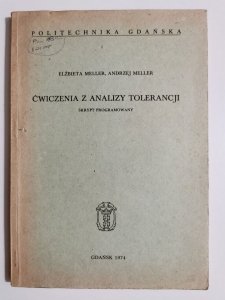 POLITECHNIKA GDAŃSKA
ELŻBIETA MELLER, ANDRZEJ MELLER
ĆWICZENIA Z ANALIZY TOLERANCJI
SKRYPT PROGRAMOWANY
GDAŃSK 1974